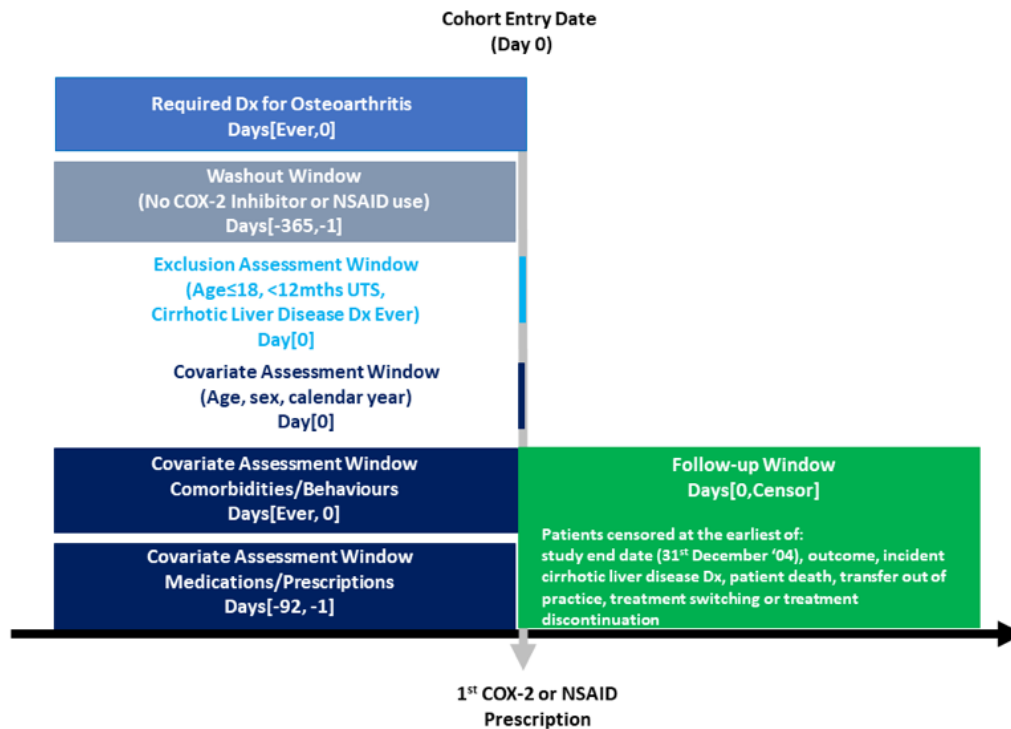 Cohort Entry Date
(Day 0)
Required Dx for Osteoarthritis
Days[Ever,0]
Washout Window
(No COX-2 Inhibitor or NSAID use)
Days[-365,-1]
Exclusion Assessment Window
(Age≤18, <12mths UTS,
Cirrhotic Liver Disease Dx Ever)
Day[0]
Covariate Assessment Window
(Age, sex, calendar year)
Day[0]
Covariate Assessment Window
Comorbidities/Behaviours
Days[Ever, 0]
Covariate Assessment Window
Medications/Prescriptions
Days[-92, -1]
Follow-up Window
Days[0,Censor]
Patients censored at the earliest of:
study end date (31st December ‘04), outcome, incident
cirrhotic liver disease Dx, patient death, transfer out of
practice, treatment switching or treatment
discontinuation
1st COX-2 or NSAID
Prescription